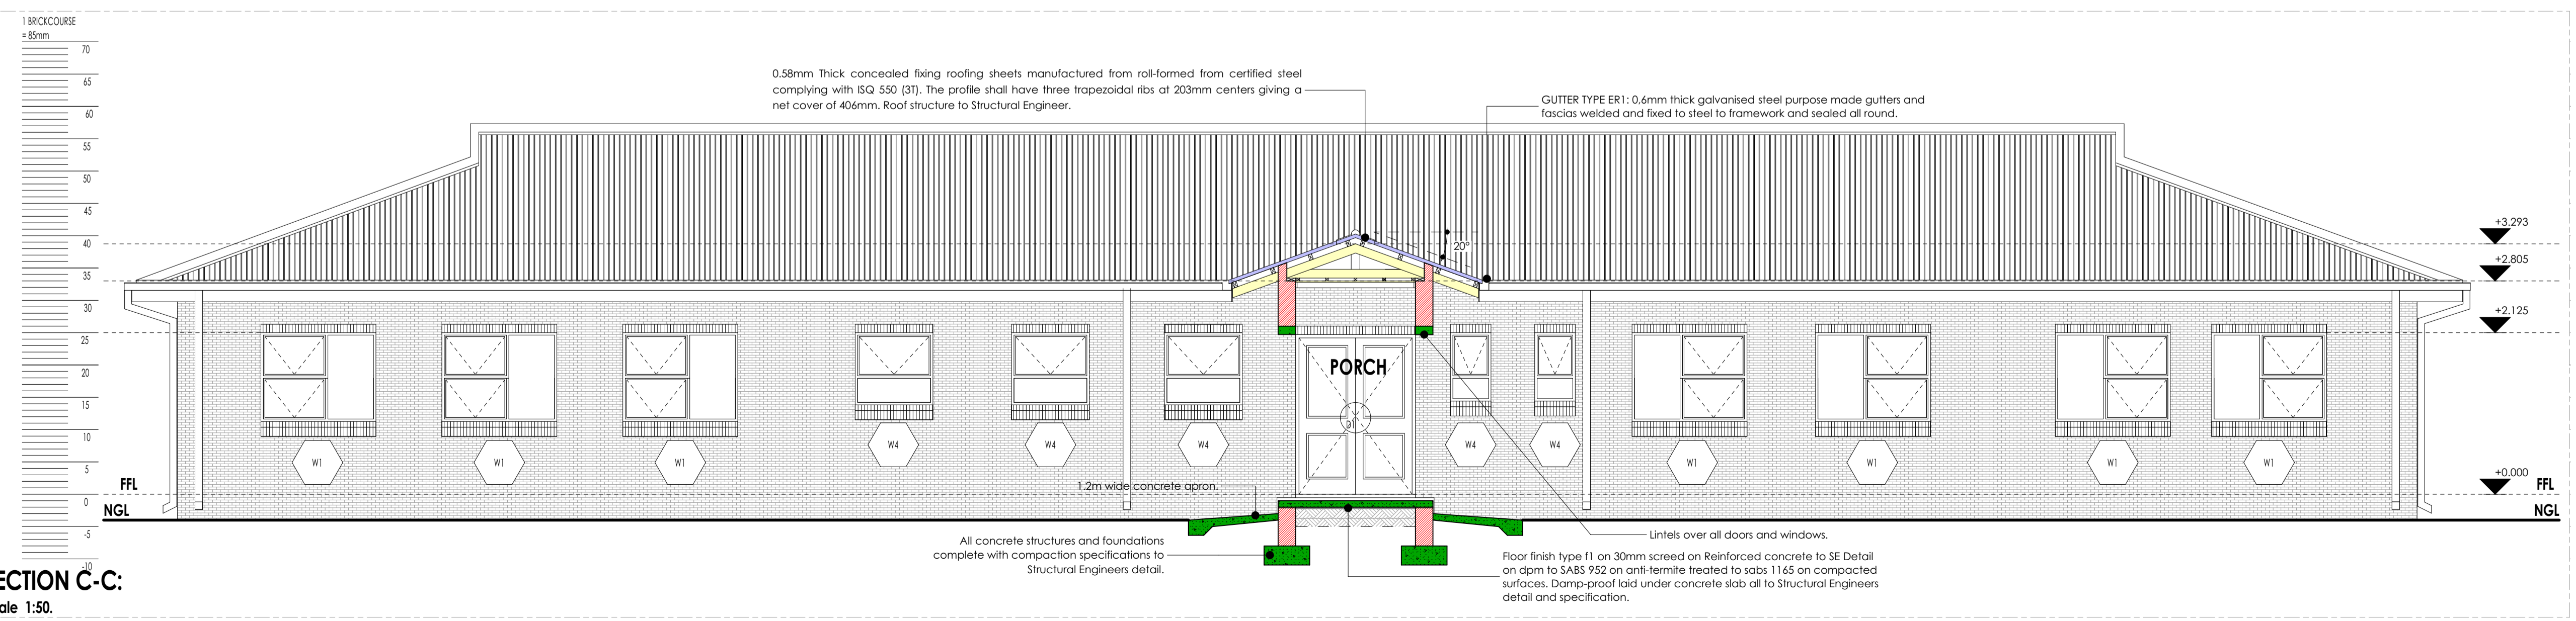 1 BRICKCOURSE
= 85mm
70
65
60
55
50
45
40
35
30
25
20
15
10
5
0
-5
-10
0.58mm Thick concealed fixing roofing sheets manufactured from roll-formed from certified steel
complying with ISQ 550 (3T). The profile shall have three trapezoidal ribs at 203mm centers giving a
net cover of 406mm. Roof structure to Structural Engineer.
GUTTER TYPE ER1: 0,6mm thick galvanised steel purpose made gutters and
fascias welded and fixed to steel to framework and sealed all round.
20°
+3.293
+2.805
+2.125
+0.000
PORCH
D1
W1
W1
W1
W4
W4
W4
W4
W4
W1
W1
W1
W1
FFL
NGL
FFL
NGL
1.2m wide concrete apron.
All concrete structures and foundations
complete with compaction specifications to
Structural Engineers detail.
Lintels over all doors and windows.
Floor finish type f1 on 30mm screed on Reinforced concrete to SE Detail
on dpm to SABS 952 on anti-termite treated to sabs 1165 on compacted
surfaces. Damp-proof laid under concrete slab all to Structural Engineers
detail and specification.
ECTION C-C:
ale 1:50.